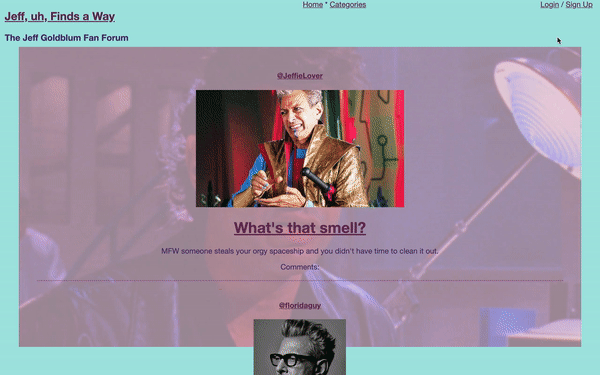 Home * Categories
Login / Sign Up
Jeff, uh, Finds a Way
The Jeff Goldblum Fan Forum
@JeffieLover
What's that smell?
MFW someone steals your orgy spaceship and you didn't have time to clean it out.
Comments:
@floridaguy